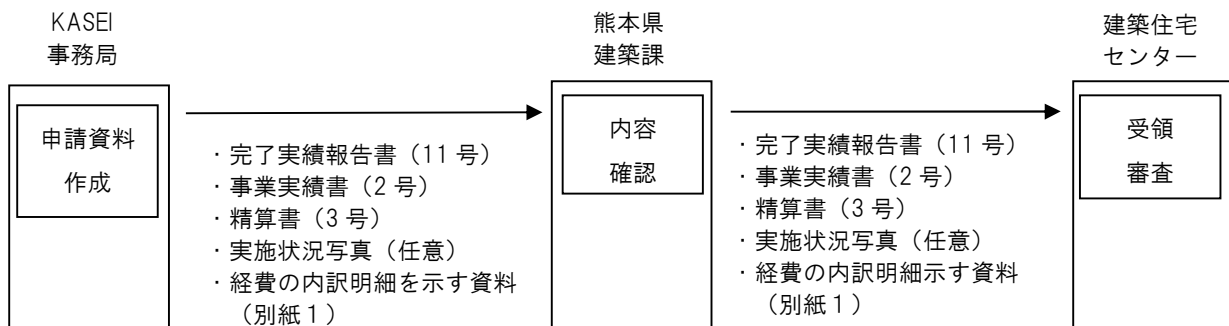 KASEI
事務局
申請資料
作成
・完了実績報告書（11 号）
・事業実績書（2 号）
・精算書（3 号）
・実施状況写真（任意）
・経費の内訳明細を示す資料
（別紙１）
熊本県
建築課
内容
確認
・完了実績報告書（11 号）
・事業実績書（2 号）
・精算書（3 号）
・実施状況写真（任意）
・経費の内訳明細示す資料
（別紙１）
建築住宅
センター
受領
審査